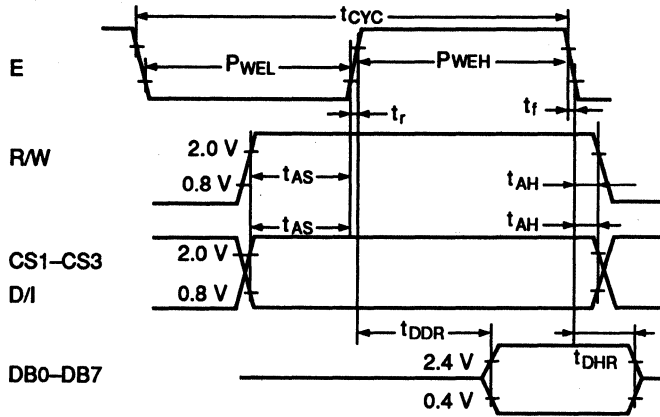 tCYC
E
PWEL
PWEH
tr
tf
R/W
2.0 V
tAS
0.8 V
tAH
tAS
tAH
CS1–CS3
2.0 V
D/I
0.8 V
tDDR
DB0–DB7
2.4 V
tDHR
0.4 V